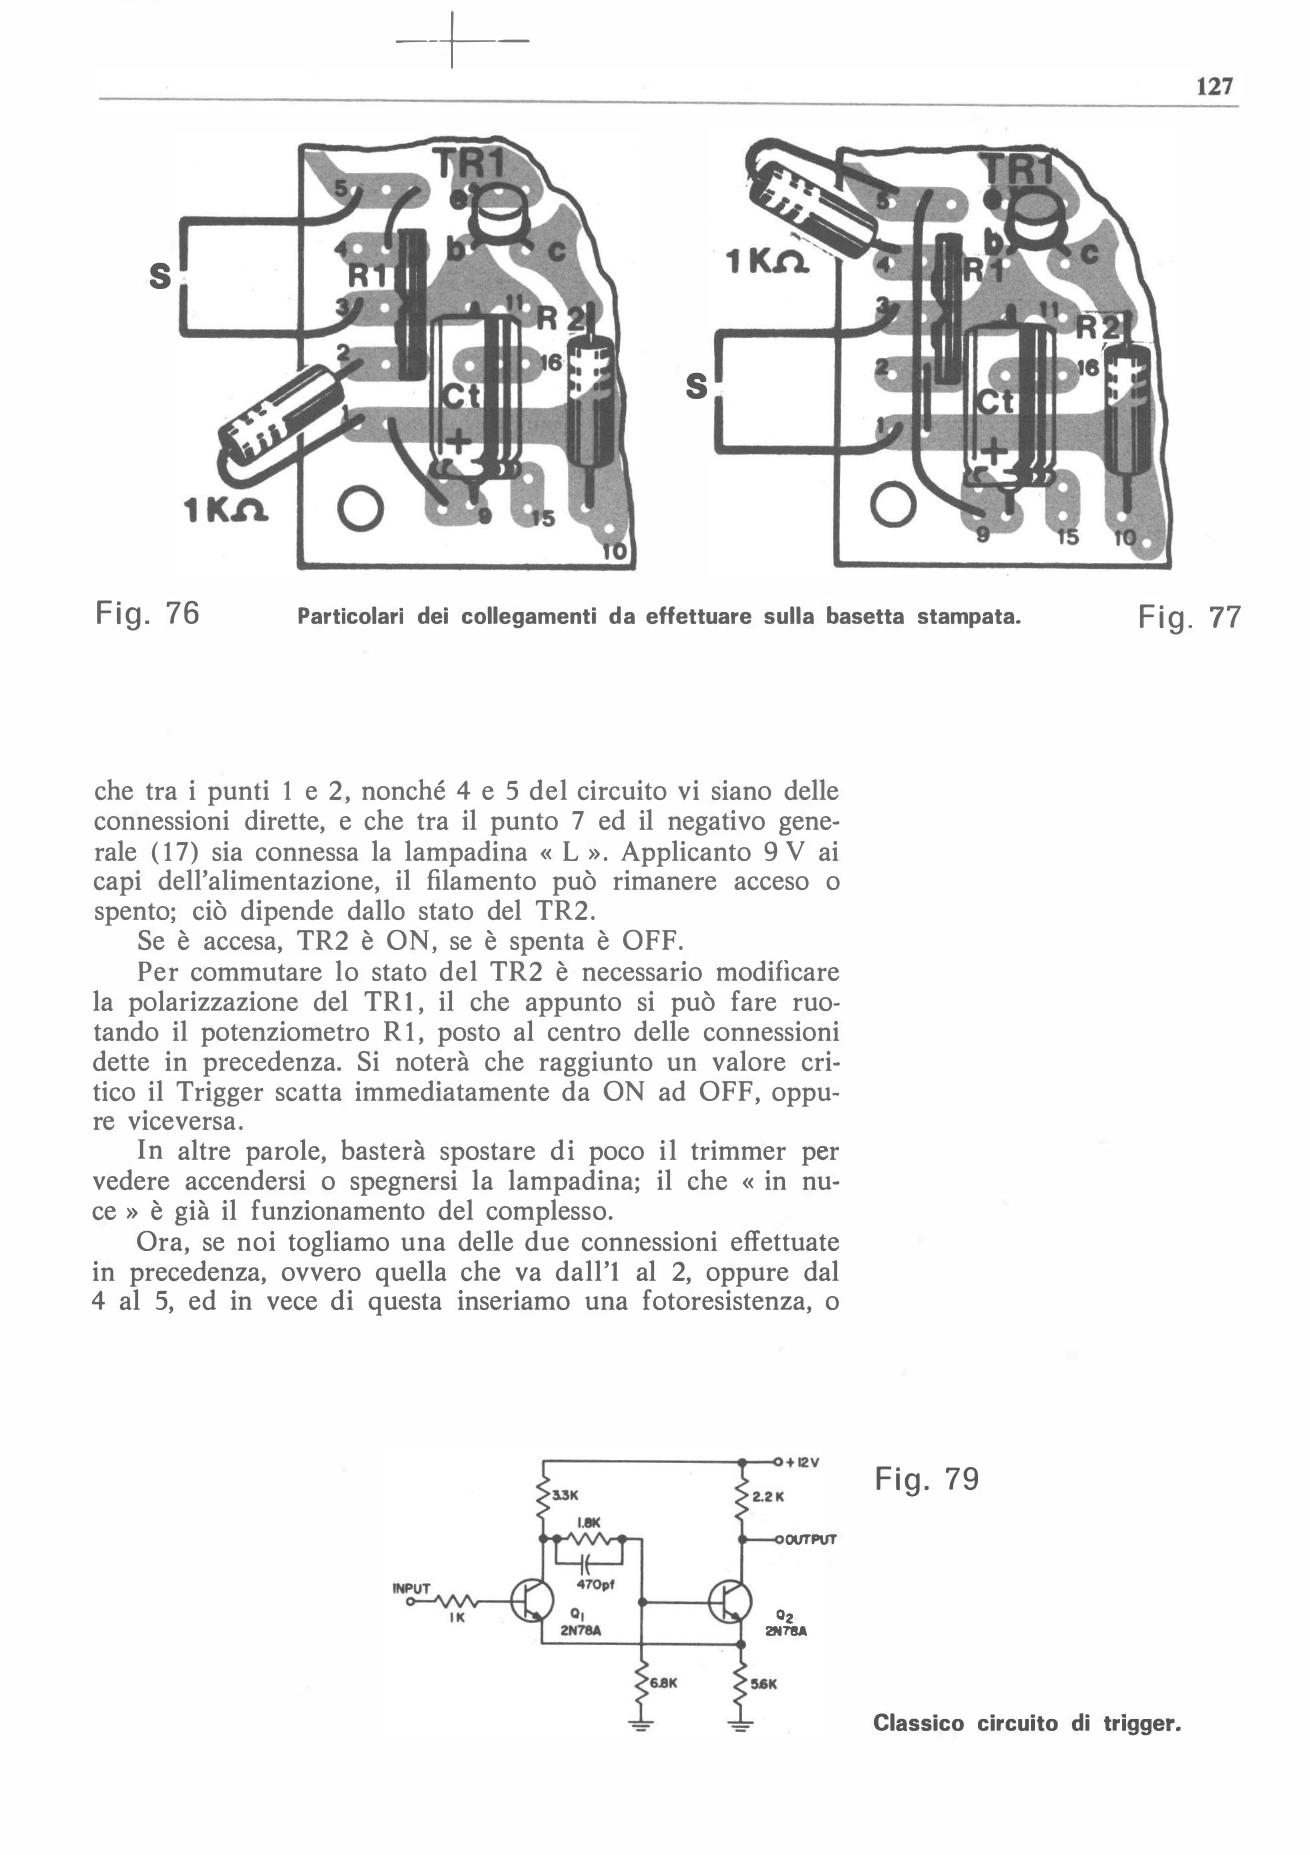 127
TR1
5
e
4
b
c
S
R1
3
11
R2
2
16
Ct
1
+
1KΩ
9
15
10
TR1
5
e
1KΩ
b
4
R1
c
3
11
R2
2
16
S
Ct
1
+
9
15
10
Fig. 76
Particolari dei collegamenti da effettuare sulla basetta stampata.
Fig. 77
che tra i punti 1 e 2, nonché 4 e 5 del circuito vi siano delle
connessioni dirette, e che tra il punto 7 ed il negativo gene-
rale (17) sia connessa la lampadina « L ». Applicanto 9 V ai
capi dell'alimentazione, il filamento può rimanere acceso o
spento; ciò dipende dallo stato del TR2.
Se è accesa, TR2 è ON, se è spenta è OFF.
Per commutare lo stato del TR2 è necessario modificare
la polarizzazione del TR1, il che appunto si può fare ruo-
tando il potenziometro R1, posto al centro delle connessioni
dette in precedenza. Si noterà che raggiunto un valore cri-
tico il Trigger scatta immediatamente da ON ad OFF, oppu-
re viceversa.
In altre parole, basterà spostare di poco il trimmer per
vedere accendersi o spegnersi la lampadina; il che « in nu-
ce » è già il funzionamento del complesso.
Ora, se noi togliamo una delle due connessioni effettuate
in precedenza, ovvero quella che va dall'1 al 2, oppure dal
4 al 5, ed in vece di questa inseriamo una fotoresistenza, o
+12V
Fig. 79
3.3K
2.2K
1.8K
OUTPUT
470pf
INPUT
1K
Q1
2N78A
Q2
2N78A
6.8K
5.6K
Classico circuito di trigger.